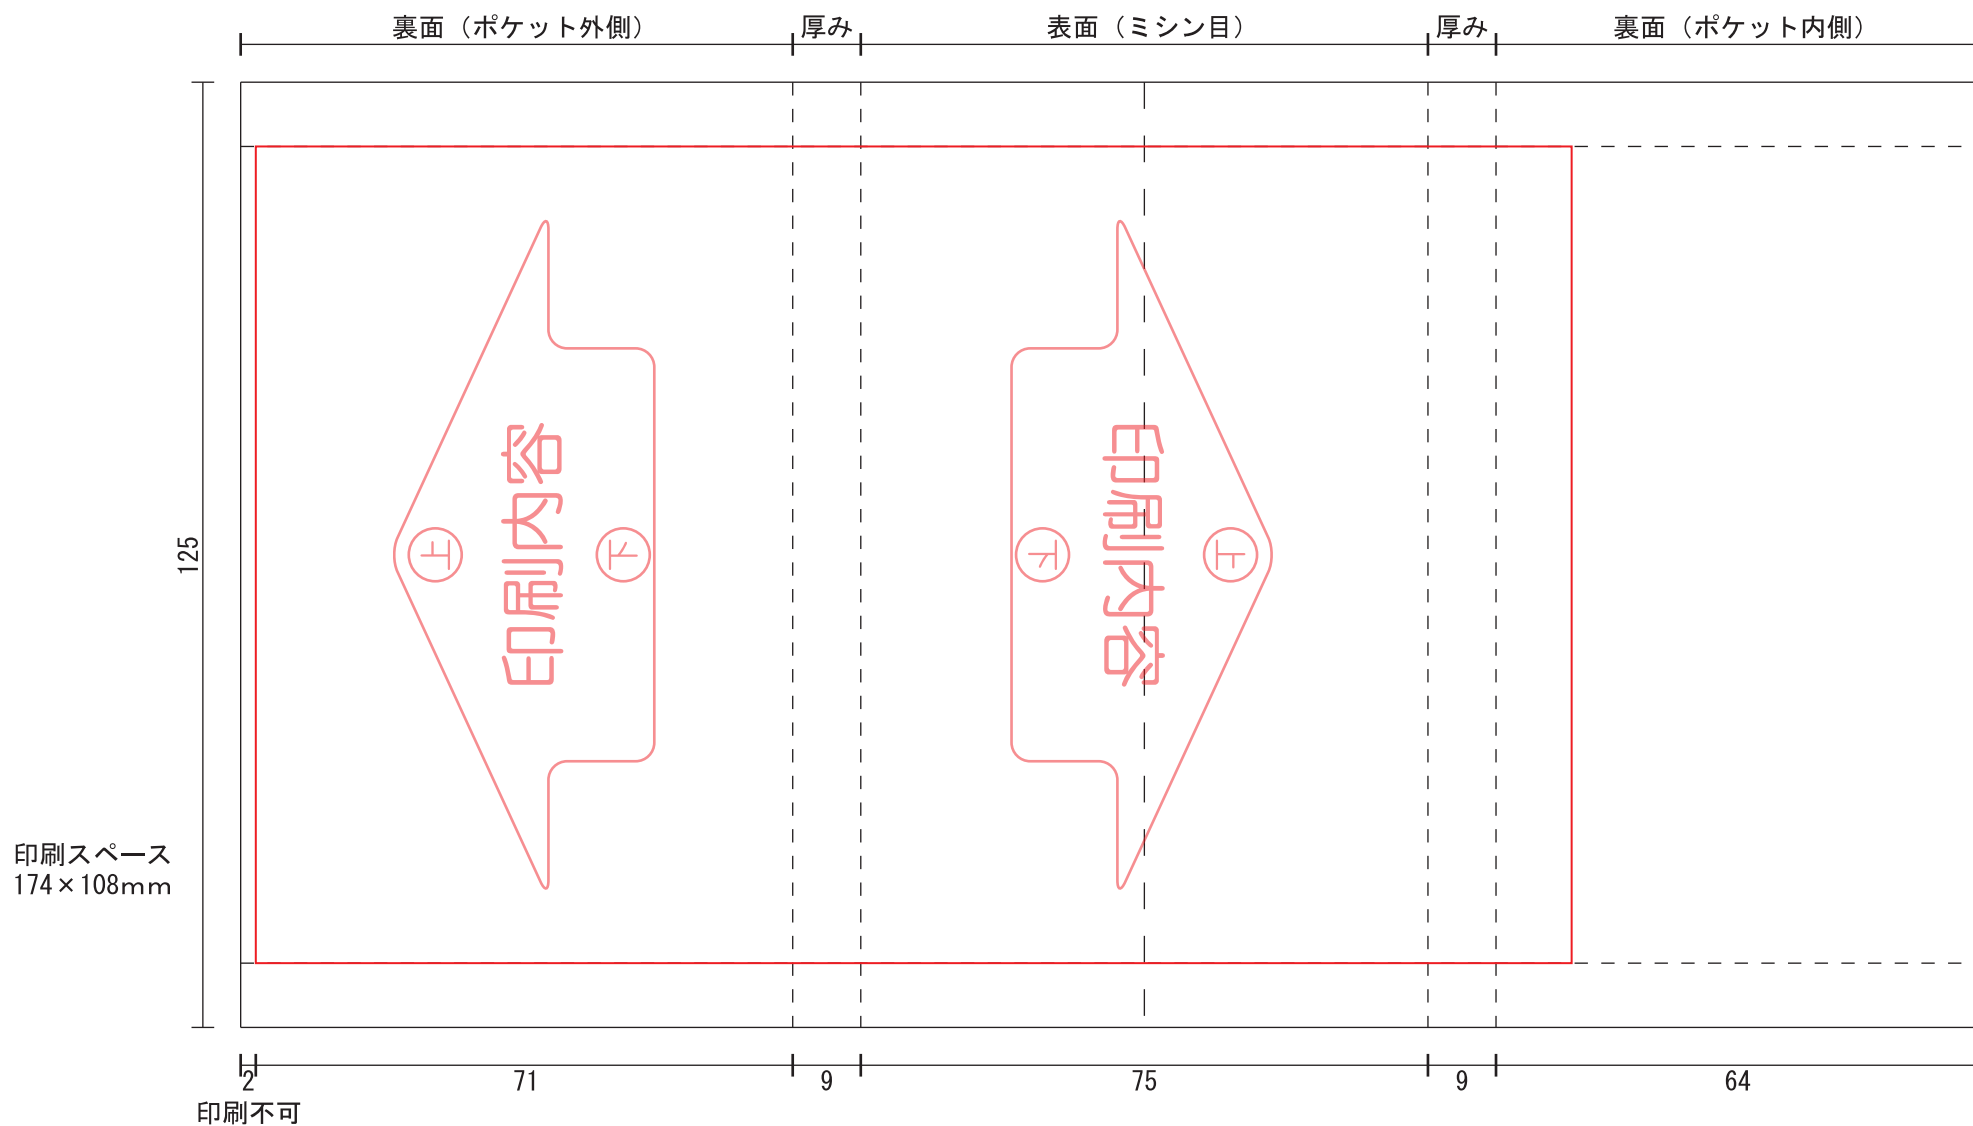 裏面（ポケット外側）
厚み
表面（ミシン目）
厚み
裏面（ポケット内側）
125
上
印刷内容
下
下
印刷内容
上
印刷スペース
174×108mm
2
71
9
75
9
64
印刷不可